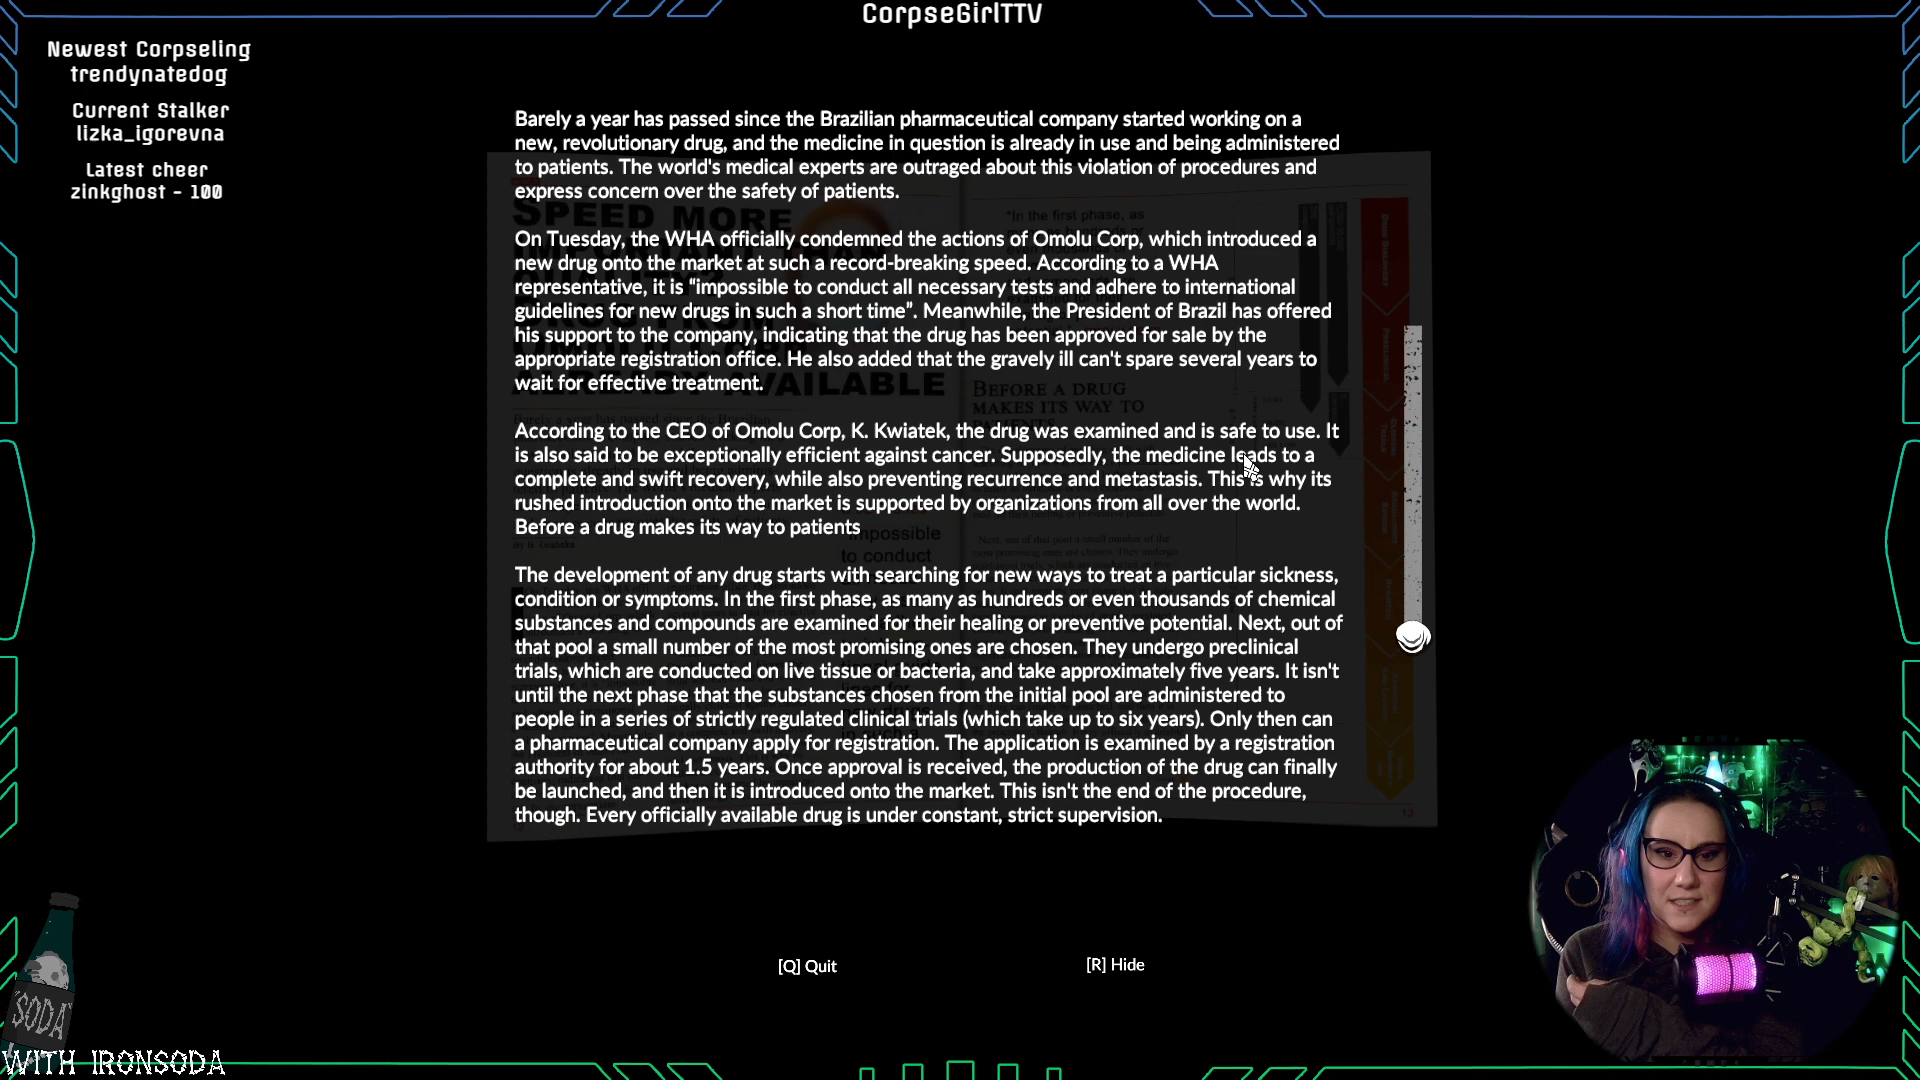 CorpseGirlTTV
Newest Corpseling
trendynatedog
Current Stalker
lizka_igorevna
Latest cheer
zinkghost - 100
Barely a year has passed since the Brazilian pharmaceutical company started working on a
new, revolutionary drug, and the medicine in question is already in use and being administered
to patients. The world's medical experts are outraged about this violation of procedures and
express concern over the safety of patients.
On Tuesday, the WHA officially condemned the actions of Omolu Corp, which introduced a
new drug onto the market at such a record-breaking speed. According to a WHA
representative, it is “impossible to conduct all necessary tests and adhere to international
guidelines for new drugs in such a short time”. Meanwhile, the President of Brazil has offered
his support to the company, indicating that the drug has been approved for sale by the
appropriate registration office. He also added that the gravely ill can't spare several years to
wait for effective treatment.
According to the CEO of Omolu Corp, K. Kwiatek, the drug was examined and is safe to use. It
is also said to be exceptionally efficient against cancer. Supposedly, the medicine leads to a
complete and swift recovery, while also preventing recurrence and metastasis. This is why its
rushed introduction onto the market is supported by organizations from all over the world.
Before a drug makes its way to patients
The development of any drug starts with searching for new ways to treat a particular sickness,
condition or symptoms. In the first phase, as many as hundreds or even thousands of chemical
substances and compounds are examined for their healing or preventive potential. Next, out of
that pool a small number of the most promising ones are chosen. They undergo preclinical
trials, which are conducted on live tissue or bacteria, and take approximately five years. It isn't
until the next phase that the substances chosen from the initial pool are administered to
people in a series of strictly regulated clinical trials (which take up to six years). Only then can
a pharmaceutical company apply for registration. The application is examined by a registration
authority for about 1.5 years. Once approval is received, the production of the drug can finally
be launched, and then it is introduced onto the market. This isn't the end of the procedure,
though. Every officially available drug is under constant, strict supervision.
SPEED MORE
ALREADY AVAILABLE
"In the first phase, as
BEFORE A DRUG
MAKES ITS WAY TO
impossible
to conduct
[Q] Quit
[R] Hide
SODA
WITH IRONSODA